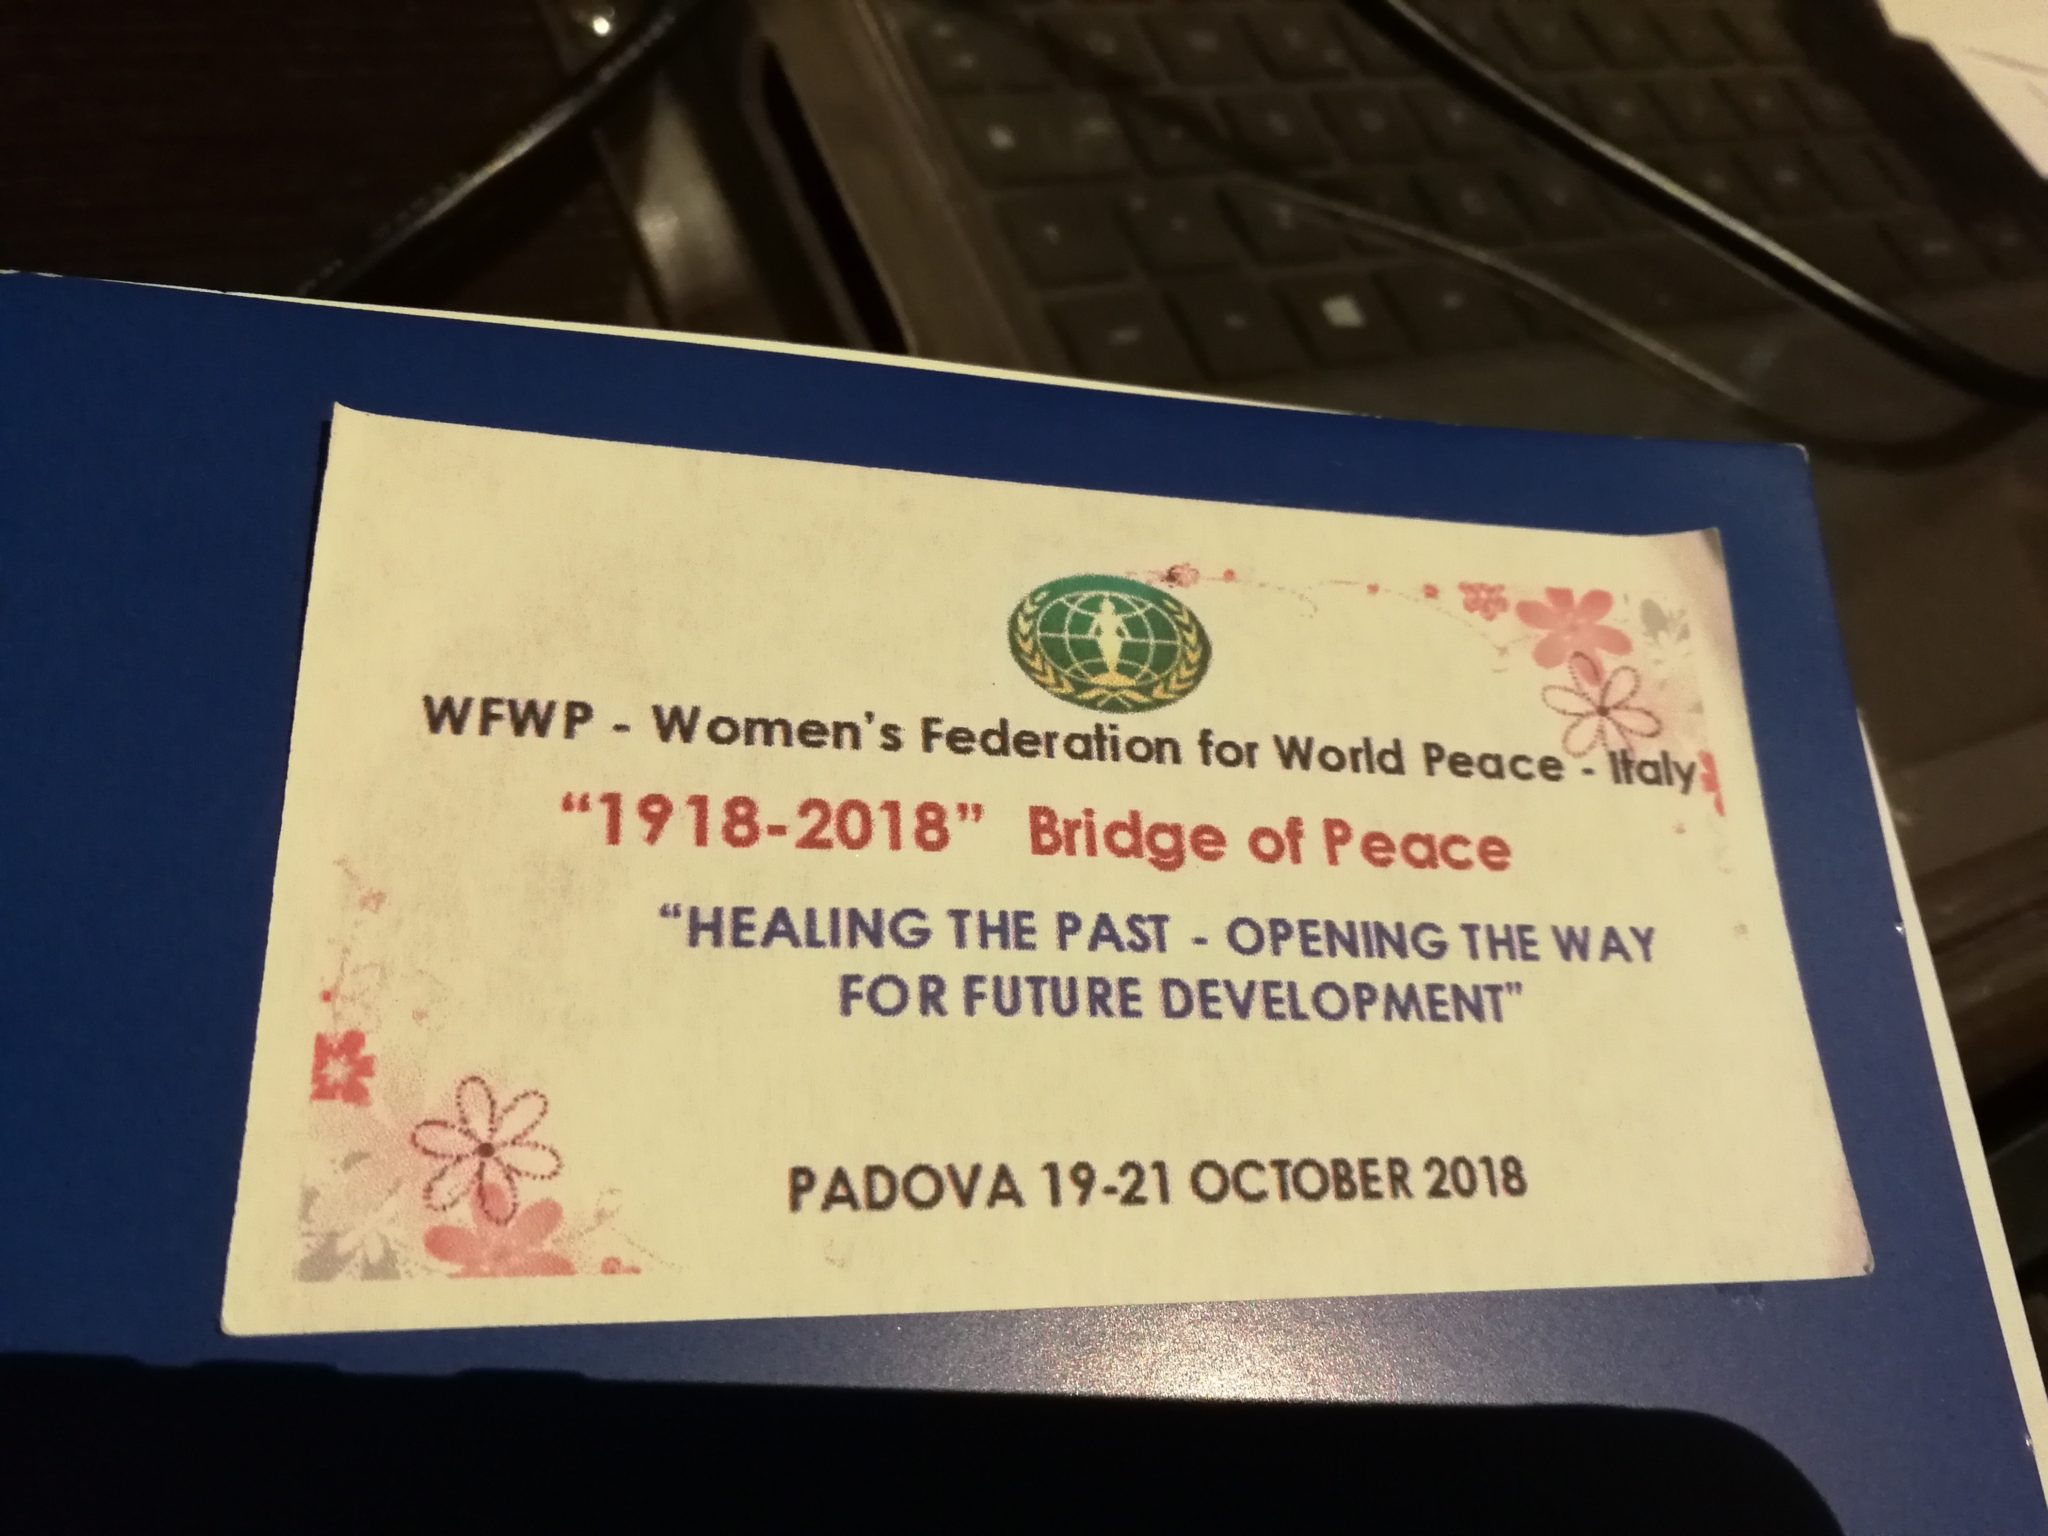 WFWP - Women's Federation for World Peace - Italy
“1918-2018” Bridge of Peace
“HEALING THE PAST - OPENING THE WAY
FOR FUTURE DEVELOPMENT”
PADOVA 19-21 OCTOBER 2018